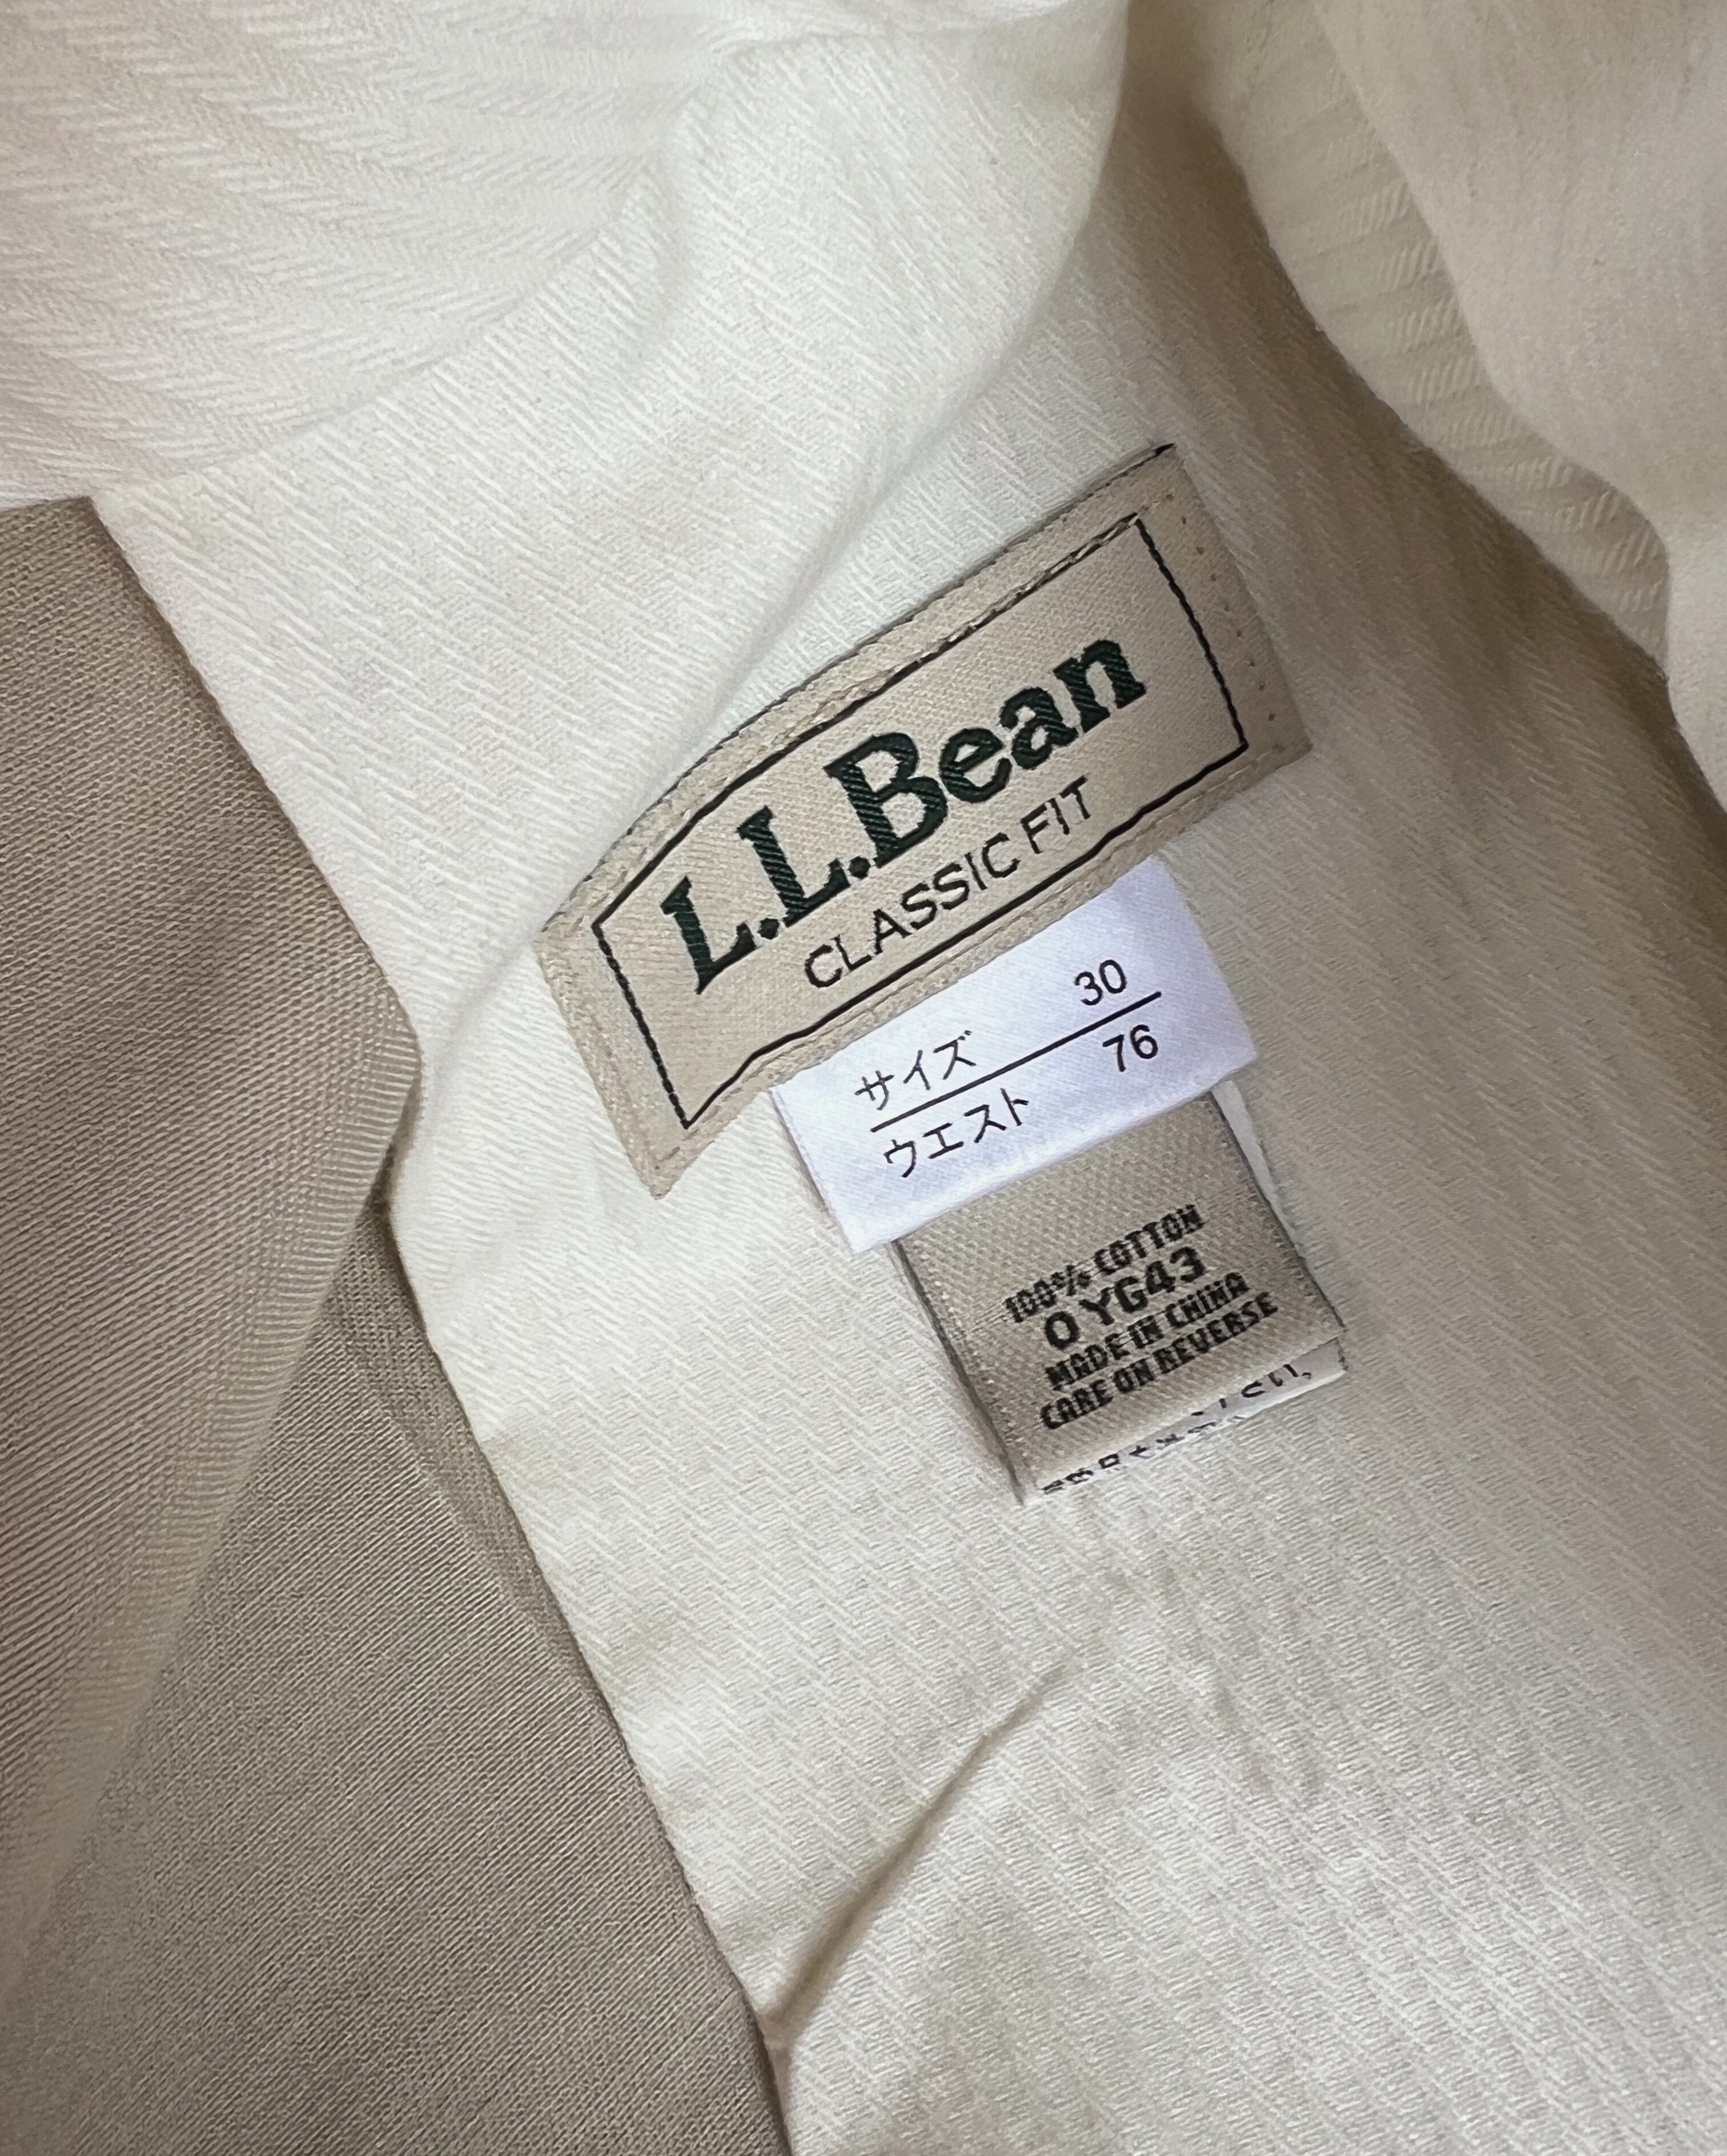 L.L.Bean
CLASSIC FIT
サイズ 30
ウエスト 76
100% COTTON
0 YG43
MADE IN CHINA
CARE ON REVERSE